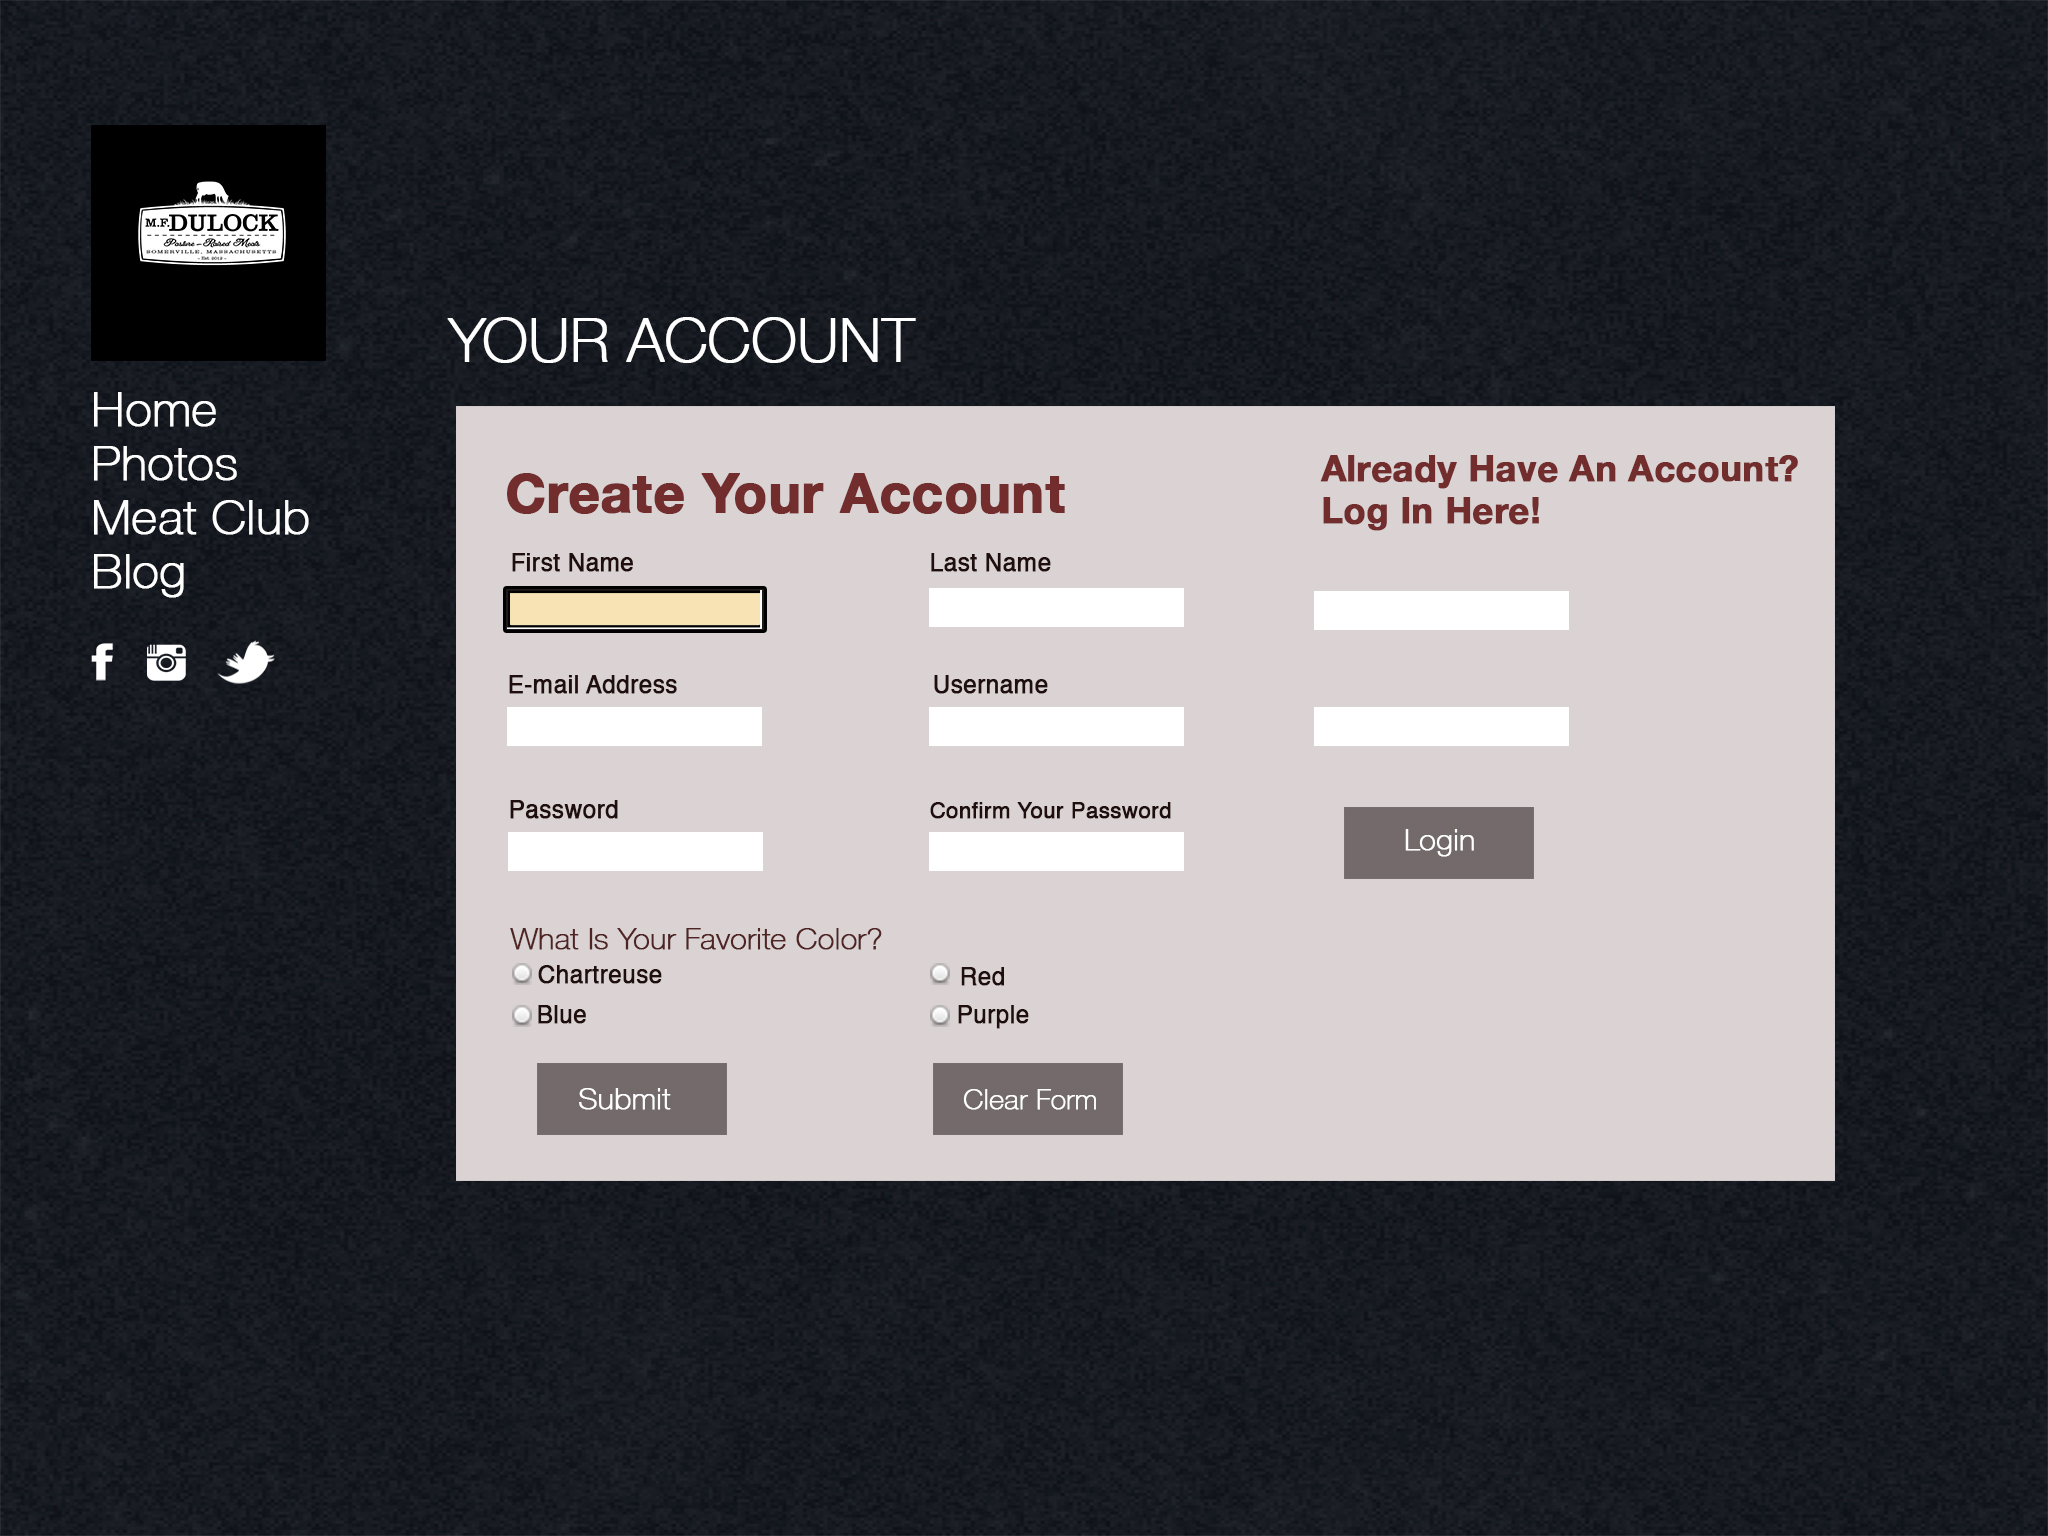 M.F. DULOCK
Pasture – Raised Meats
SOMERVILLE, MASSACHUSETTS
- Est. 2012 -
Home
Photos
Meat Club
Blog
YOUR ACCOUNT
Create Your Account
First Name
Last Name
E-mail Address
Username
Password
Confirm Your Password
What Is Your Favorite Color?
Chartreuse
Red
Blue
Purple
Submit
Clear Form
Already Have An Account?
Log In Here!
Login